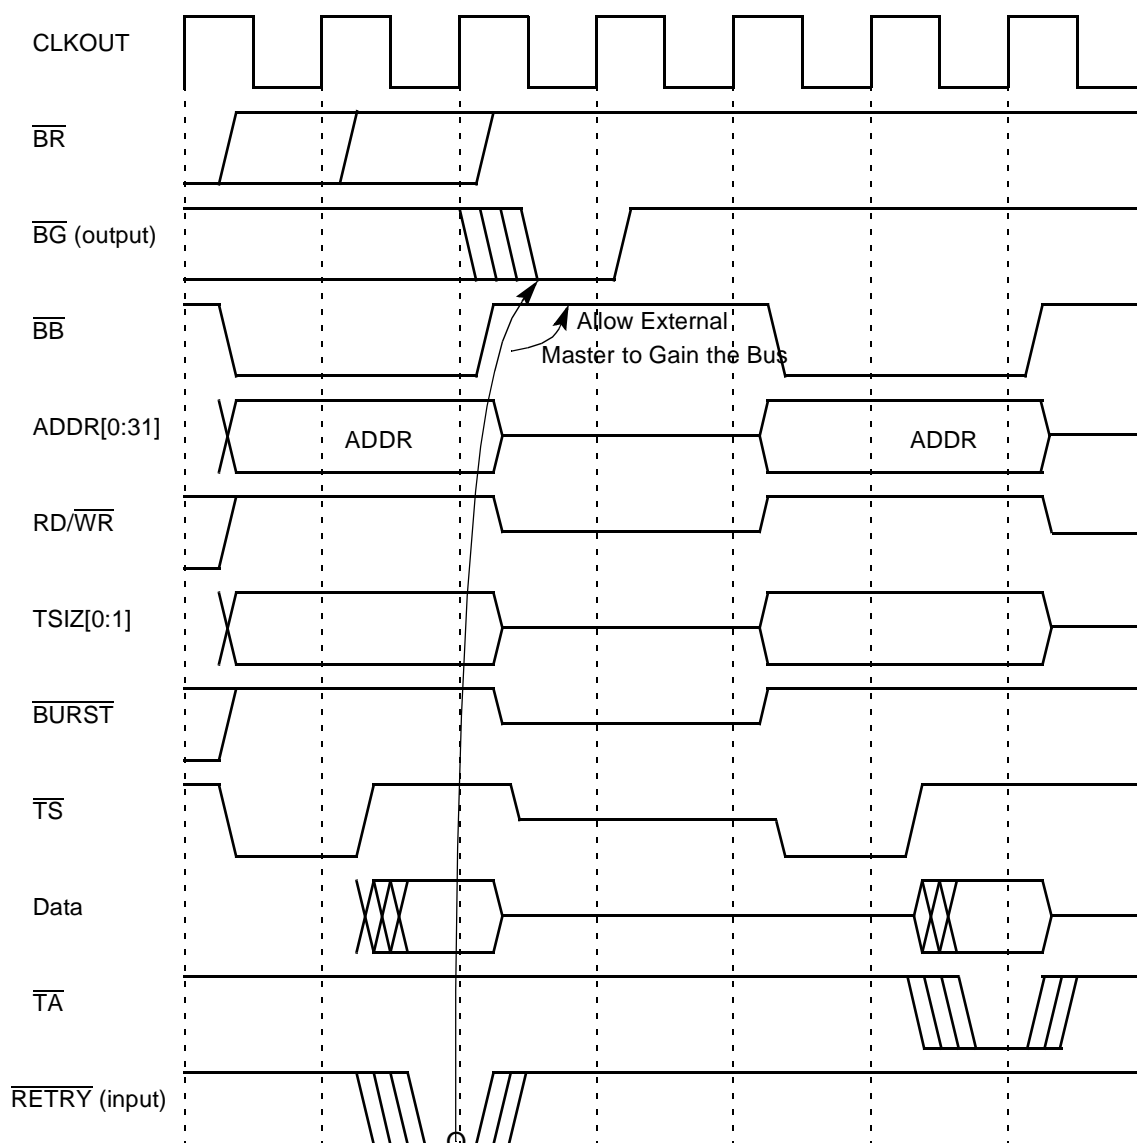 CLKOUT
BR
BG (output)
BB
Allow External
Master to Gain the Bus
ADDR[0:31]
ADDR
ADDR
RD/WR
TSIZ[0:1]
BURST
TS
Data
TA
RETRY (input)